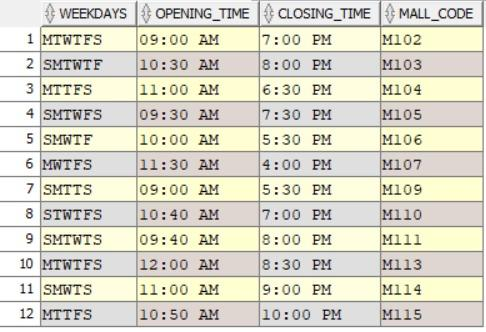 WEEKDAYS OPENING_TIME CLOSING_TIME MALL_CODE
1 MTWTFS 09:00 AM 7:00 PM M102
2 SMTWTF 10:30 AM 8:00 PM M103
3 MTTFS 11:00 AM 6:30 PM M104
4 SMTWFS 09:30 AM 7:30 PM M105
5 SMWTF 10:00 AM 5:30 PM M106
6 MWTFS 11:30 AM 4:00 PM M107
7 SMTTS 09:00 AM 5:30 PM M109
8 STWTFS 10:40 AM 7:00 PM M110
9 SMTWTS 09:40 AM 8:00 PM M111
10 MTWTFS 12:00 AM 8:30 PM M113
11 SMWTS 11:00 AM 9:00 PM M114
12 MTTFS 10:50 AM 10:00 PM M115